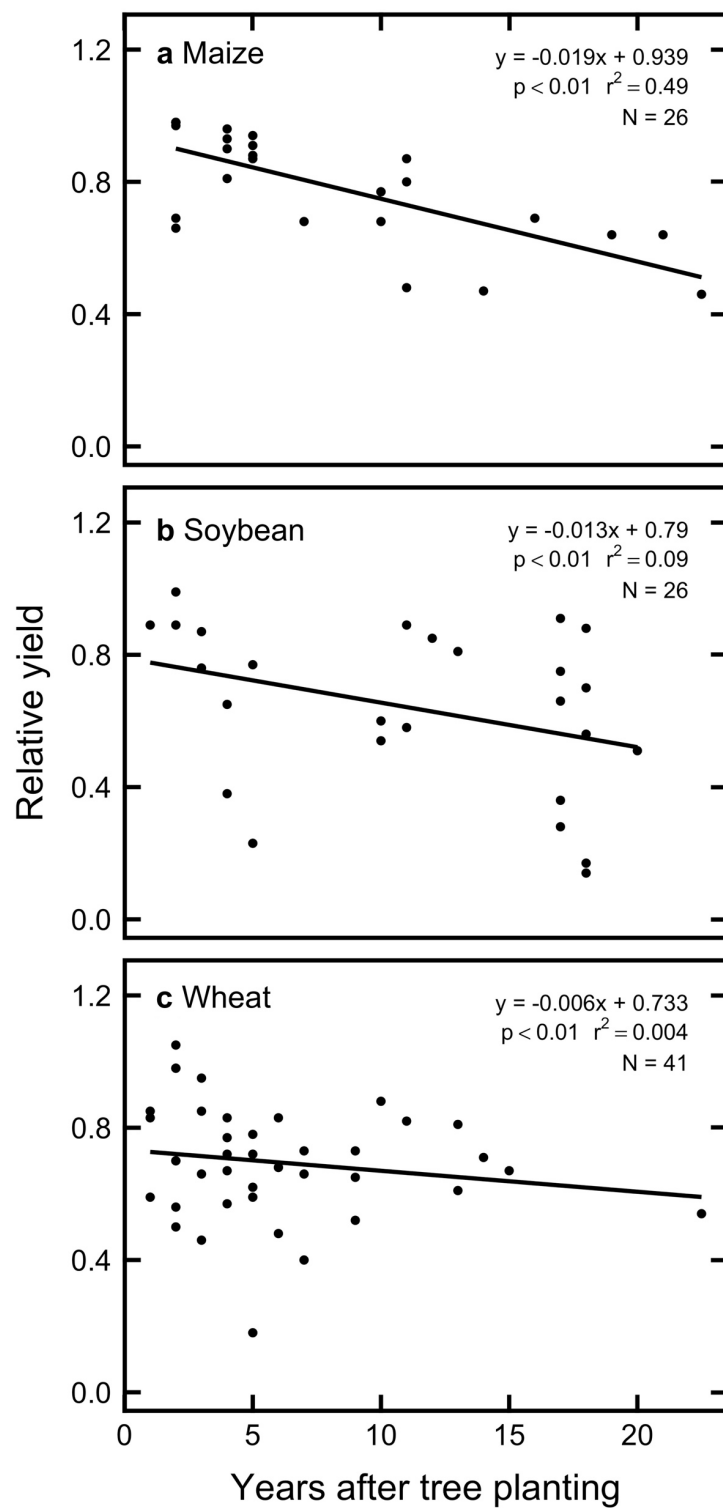 a Maize
y = -0.019x + 0.939
p < 0.01 r² = 0.49
N = 26
1.2
0.8
0.4
0.0
b Soybean
y = -0.013x + 0.79
p < 0.01 r² = 0.09
N = 26
1.2
0.8
0.4
0.0
Relative yield
c Wheat
y = -0.006x + 0.733
p < 0.01 r² = 0.004
N = 41
1.2
0.8
0.4
0.0
0 5 10 15 20
Years after tree planting